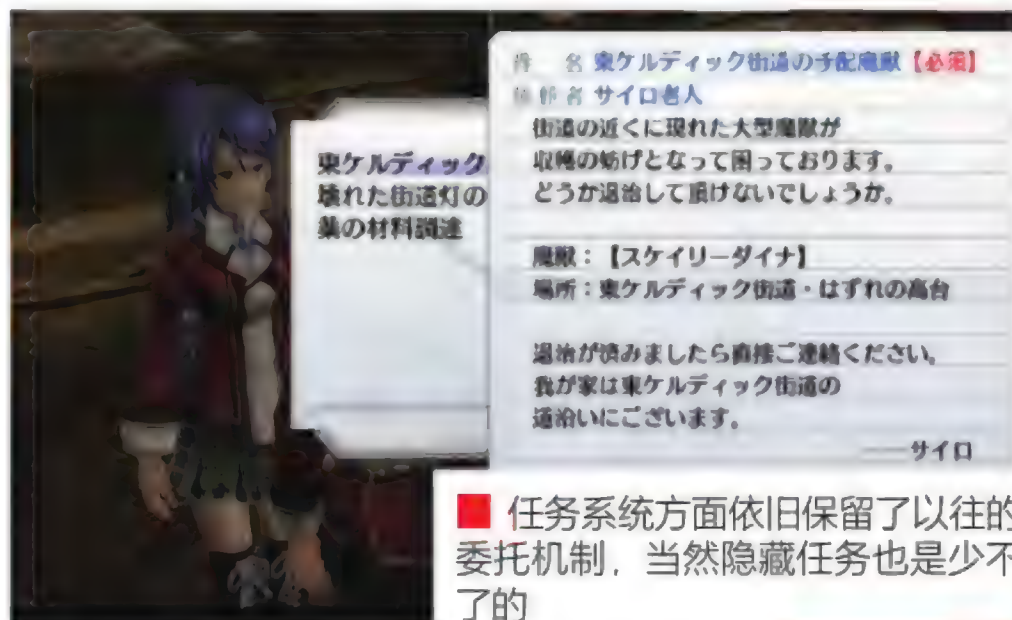 東ケルディック
壊れた街道灯の
薬の材料調達
件 名 東ケルディック街道の手配魔獣【必須】
依頼者 サイロ老人
街道の近くに現れた大型魔獣が
収穫の妨げとなって困っております。
どうか退治して頂けないでしょうか。
魔獣：【スケイリーダイナ】
場所：東ケルディック街道・はずれの高台
退治が済みましたら直接ご連絡ください。
我が家は東ケルディック街道の
道沿いにございます。
——サイロ
■ 任务系统方面依旧保留了以往的
委托机制，当然隐藏任务也是少不
了的